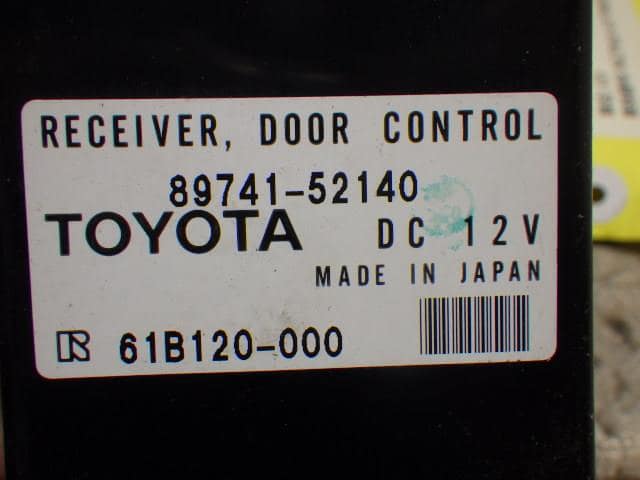 RECEIVER, DOOR CONTROL
89741-52140
TOYOTA DC 12V
MADE IN JAPAN
61B120-000